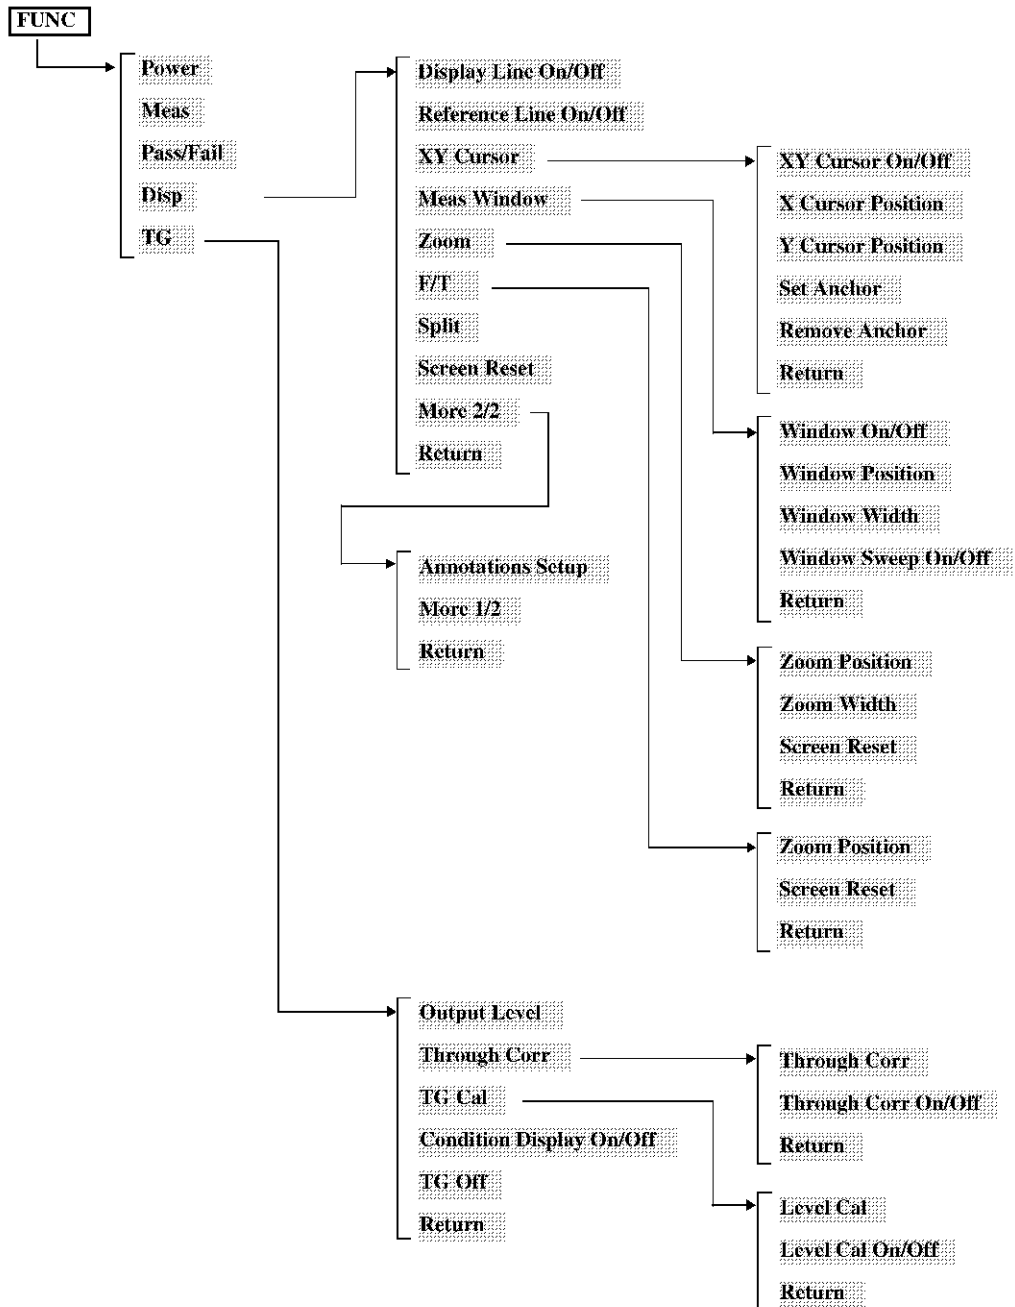 FUNC
Power
Meas
Pass/Fail
Disp
TG
Display Line On/Off
Reference Line On/Off
XY Cursor
Meas Window
Zoom
F/T
Split
Screen Reset
More 2/2
Return
Annotations Setup
More 1/2
Return
XY Cursor On/Off
X Cursor Position
Y Cursor Position
Set Anchor
Remove Anchor
Return
Window On/Off
Window Position
Window Width
Window Sweep On/Off
Return
Zoom Position
Zoom Width
Screen Reset
Return
Zoom Position
Screen Reset
Return
Output Level
Through Corr
TG Cal
Condition Display On/Off
TG Off
Return
Through Corr
Through Corr On/Off
Return
Level Cal
Level Cal On/Off
Return